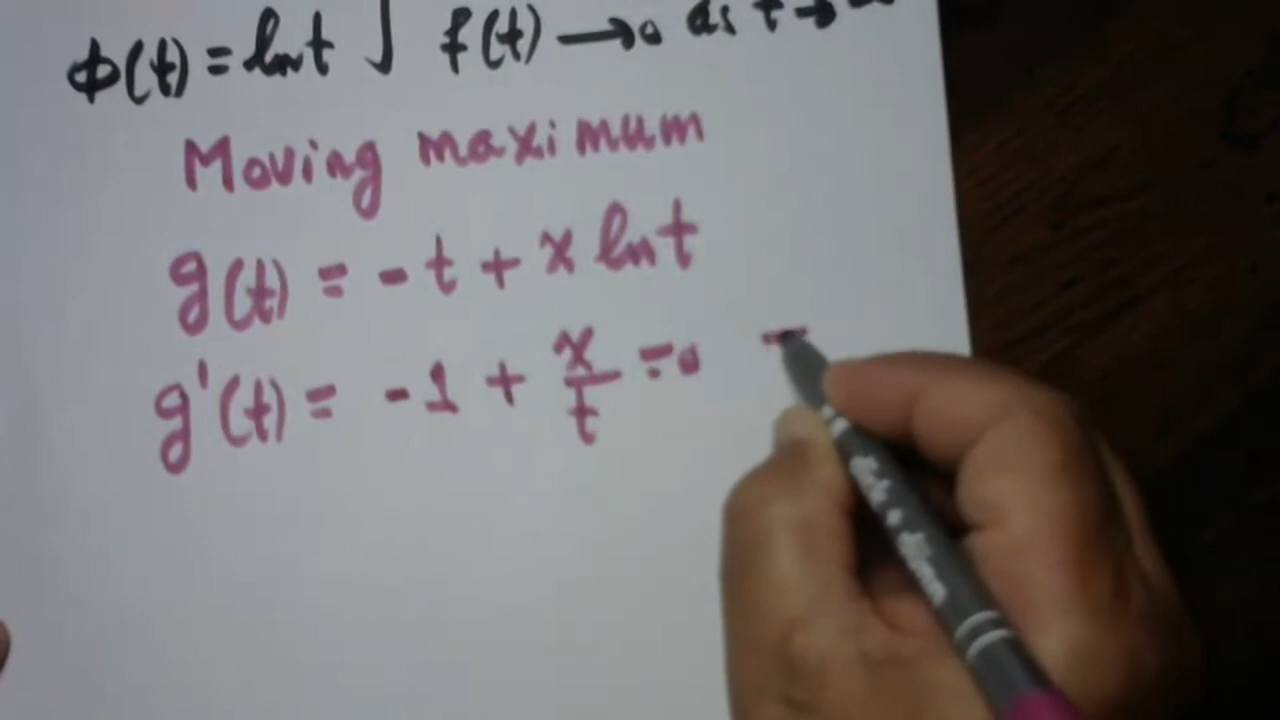 ϕ(t) = ln t ∫ f(t) → 0 as t → ∞
Moving maximum
g(t) = - t + x ln t
g'(t) = - 1 + x/t = 0